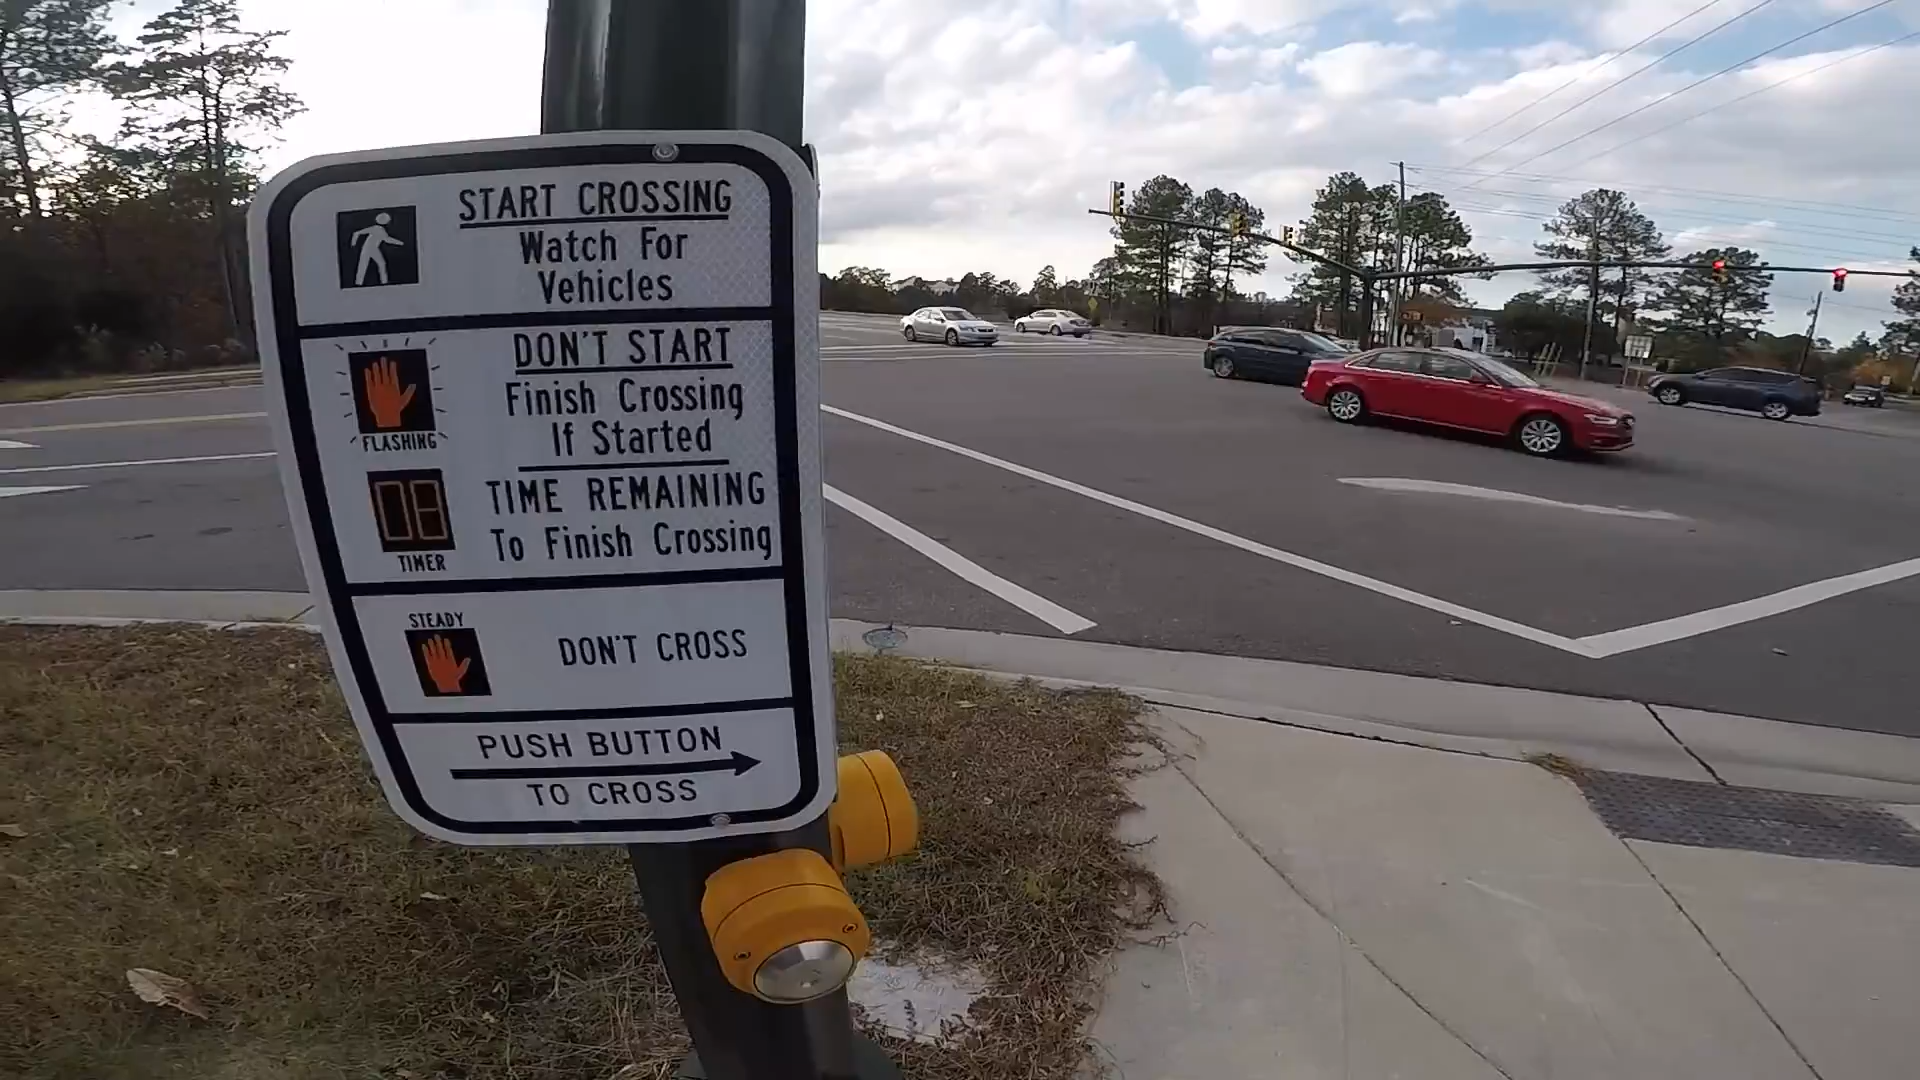 START CROSSING
Watch For
Vehicles
DON'T START
Finish Crossing
If Started
FLASHING
TIME REMAINING
To Finish Crossing
08
TIMER
STEADY
DON'T CROSS
PUSH BUTTON
TO CROSS